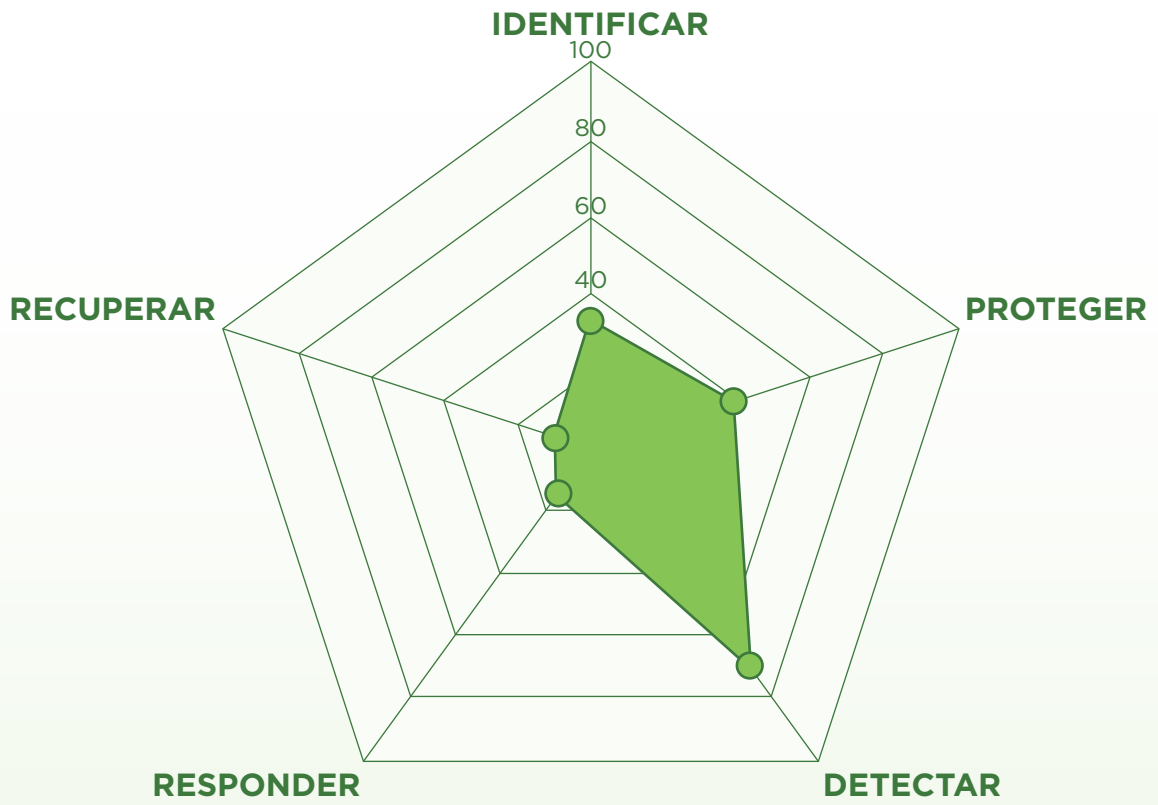 IDENTIFICAR
100
80
60
40
RECUPERAR
PROTEGER
RESPONDER
DETECTAR